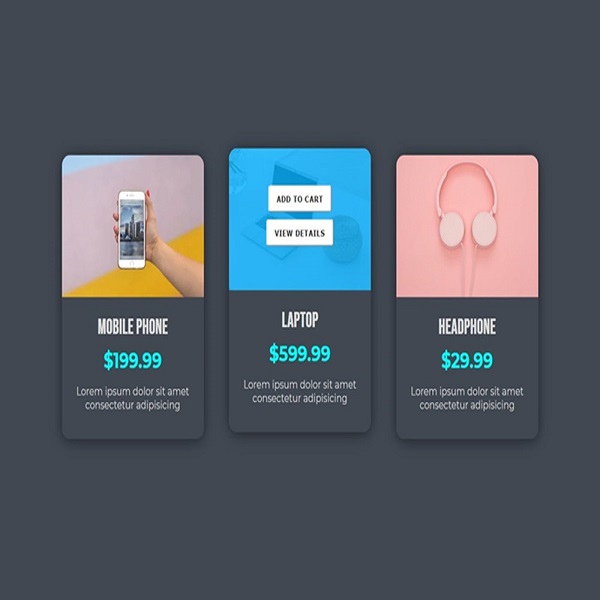 MOBILE PHONE
$199.99
Lorem ipsum dolor sit amet
consectetur adipisicing
ADD TO CART
VIEW DETAILS
LAPTOP
$599.99
Lorem ipsum dolor sit amet
consectetur adipisicing
HEADPHONE
$29.99
Lorem ipsum dolor sit amet
consectetur adipisicing